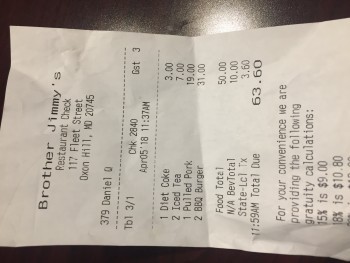 Brother Jimmy's
Restaurant Check
117 Fleet Street
Oxon Hill, MD 20745
379 Daniel Q
Tbl 3/1 Chk 2840 Gst 3
Apr05'18 11:37AM
1 Diet Coke 3.00
2 Iced Tea 7.00
1 Pulled Pork 19.00
2 BBQ Burger 31.00
Food Total 50.00
N/A BevTotal 10.00
State-Lcl Tx 3.60
11:59AM Total Due 63.60
For your convenience we are
providing the following
gratuity calculations:
15% is $9.00
18% is $10.80